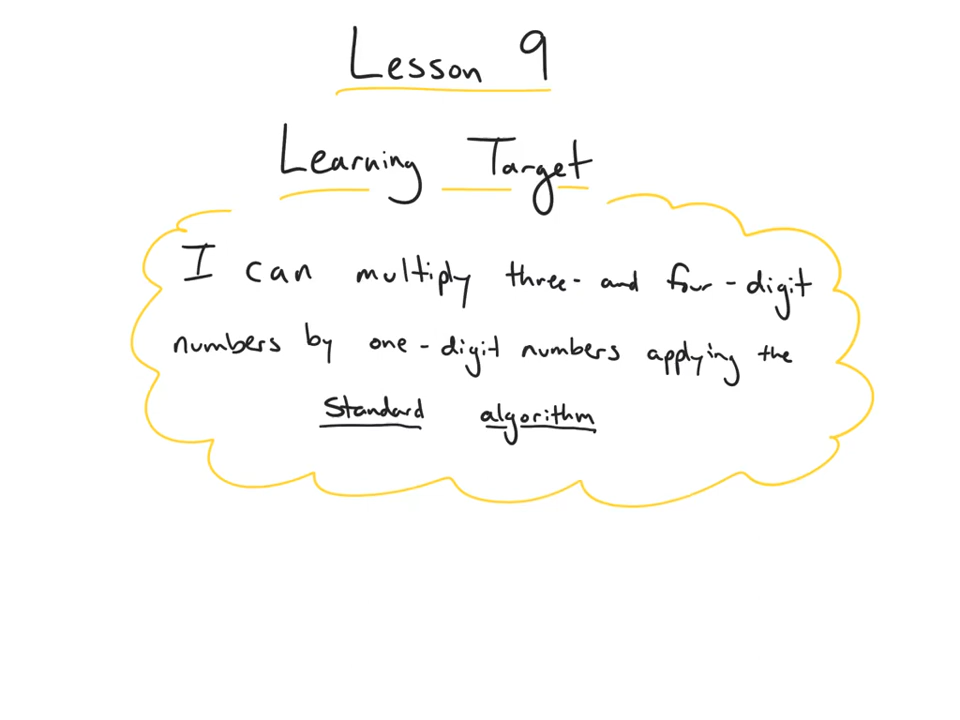 Lesson 9
Learning Target
I can multiply three- and four-digit
numbers by one-digit numbers applying the
Standard algorithm